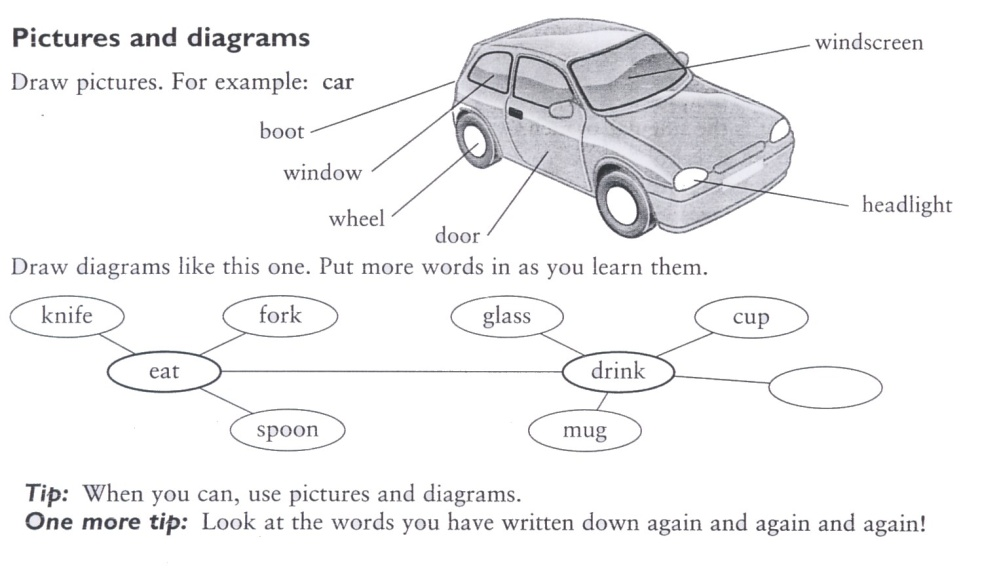 Pictures and diagrams
Draw pictures. For example: car
windscreen
boot
window
wheel
door
headlight
Draw diagrams like this one. Put more words in as you learn them.
knife
fork
glass
cup
eat
drink
spoon
mug
Tip: When you can, use pictures and diagrams.
One more tip: Look at the words you have written down again and again and again!